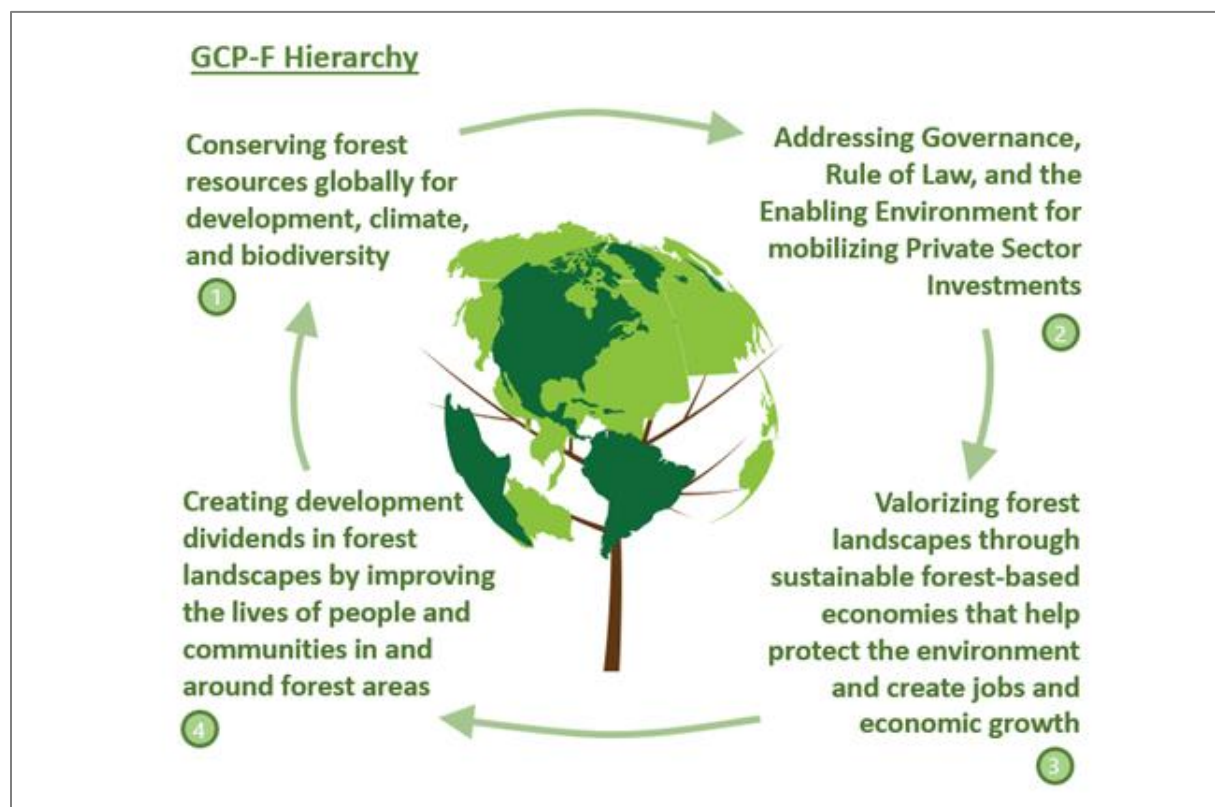 GCP-F Hierarchy
Conserving forest
resources globally for
development, climate,
and biodiversity
1
Addressing Governance,
Rule of Law, and the
Enabling Environment for
mobilizing Private Sector
Investments
2
Valorizing forest
landscapes through
sustainable forest-based
economies that help
protect the environment
and create jobs and
economic growth
3
Creating development
dividends in forest
landscapes by improving
the lives of people and
communities in and
around forest areas
4